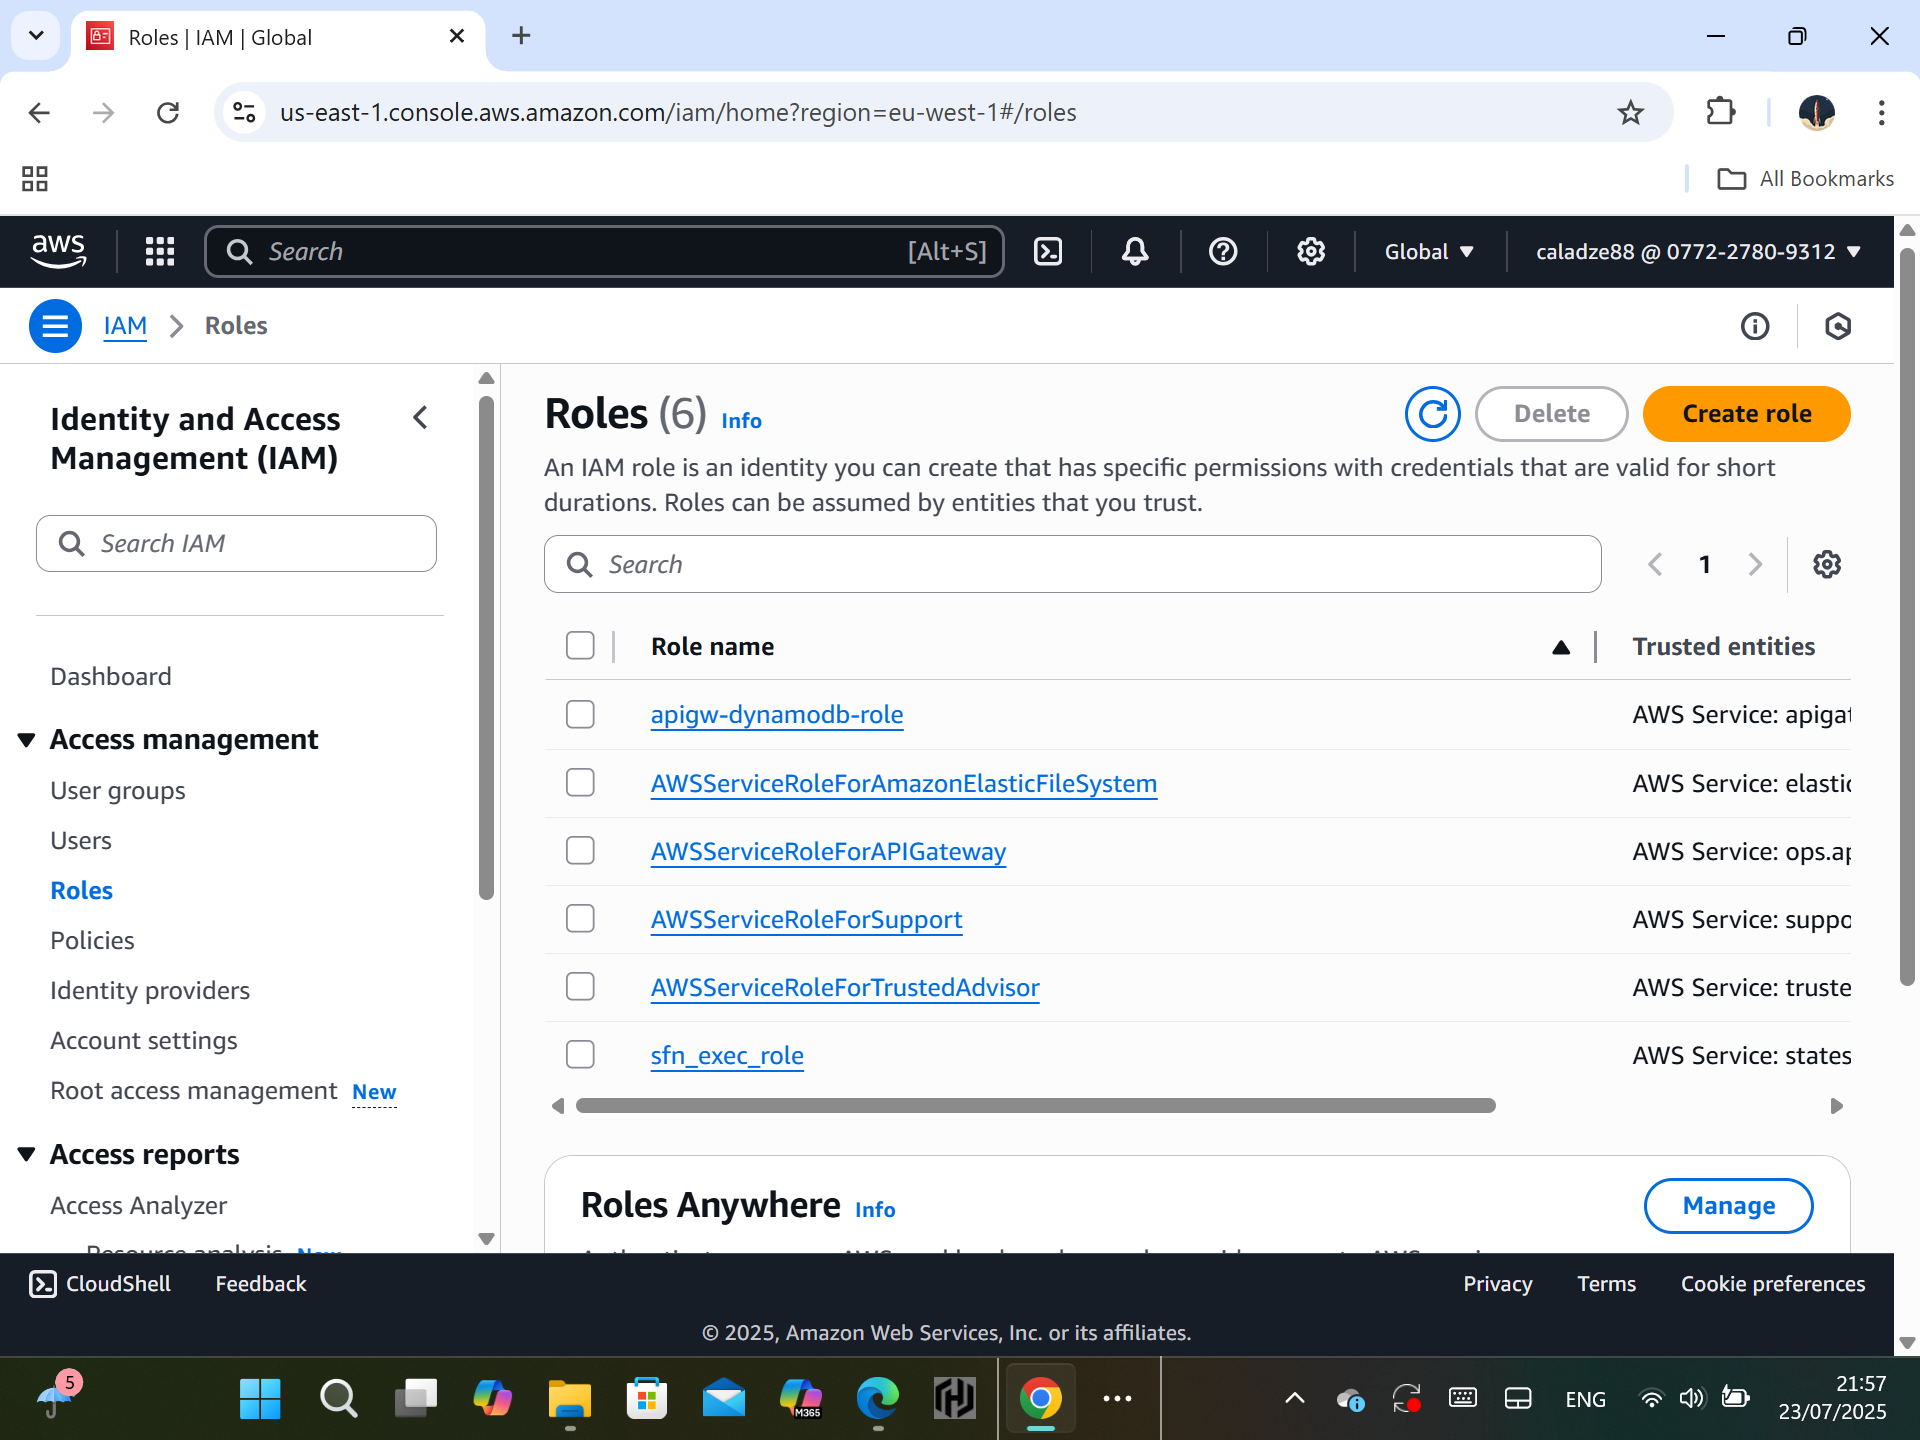 Roles | IAM | Global
us-east-1.console.aws.amazon.com/iam/home?region=eu-west-1#/roles
All Bookmarks
aws
Search
[Alt+S]
Global
caladze88 @ 0772-2780-9312
IAM
Roles
Identity and Access
Management (IAM)
Search IAM
Dashboard
Access management
User groups
Users
Roles
Policies
Identity providers
Account settings
Root access management New
Access reports
Access Analyzer
Resource analysis New
Roles (6) Info
Delete
Create role
An IAM role is an identity you can create that has specific permissions with credentials that are valid for short
durations. Roles can be assumed by entities that you trust.
Search
1
Role name
Trusted entities
apigw-dynamodb-role
AWS Service: apigat
AWSServiceRoleForAmazonElasticFileSystem
AWS Service: elastic
AWSServiceRoleForAPIGateway
AWS Service: ops.ap
AWSServiceRoleForSupport
AWS Service: suppo
AWSServiceRoleForTrustedAdvisor
AWS Service: truste
sfn_exec_role
AWS Service: states
Roles Anywhere Info
Manage
CloudShell
Feedback
Privacy
Terms
Cookie preferences
© 2025, Amazon Web Services, Inc. or its affiliates.
5
M365
ENG
21:57
23/07/2025